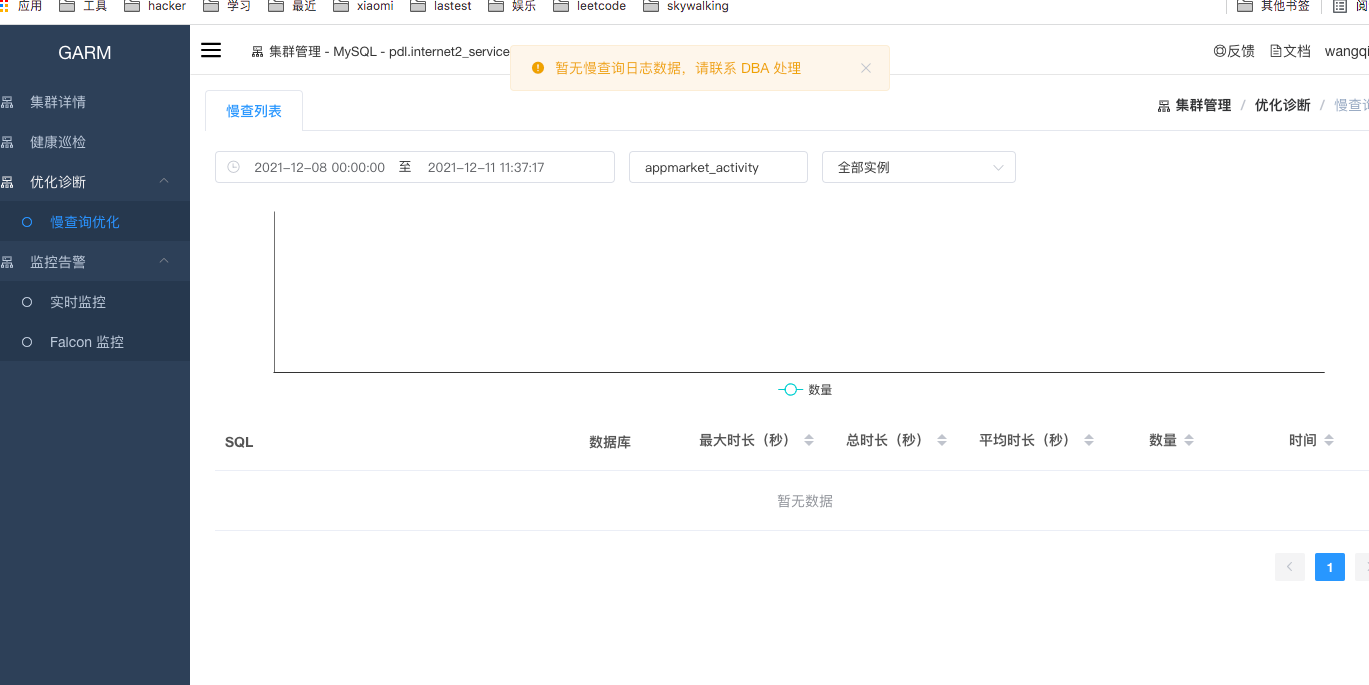 应用 工具 hacker 学习 最近 xiaomi lastest 娱乐 leetcode skywalking 其他书签
GARM
集群管理 - MySQL - pdl.internet2_service
暂无慢查询日志数据，请联系 DBA 处理
反馈 文档 wangqi
集群详情
健康巡检
优化诊断
慢查询优化
监控告警
实时监控
Falcon 监控
慢查列表
集群管理 / 优化诊断 / 慢查
2021-12-08 00:00:00 至 2021-12-11 11:37:17 appmarket_activity 全部实例
数量
SQL 数据库 最大时长（秒） 总时长（秒） 平均时长（秒） 数量 时间
暂无数据
1